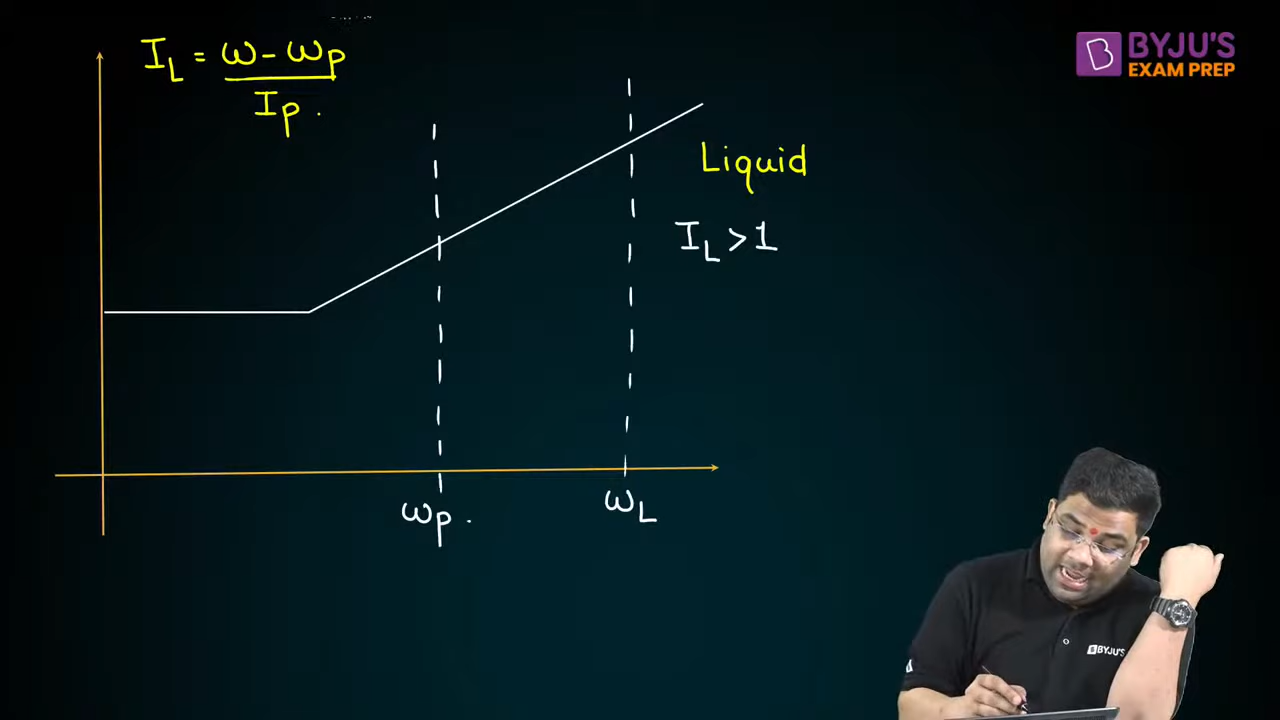 I_L = ω - ω_P
I_P .
BYJU'S
EXAM PREP
Liquid
I_L > 1
ω_P .
ω_L
BYJU'S